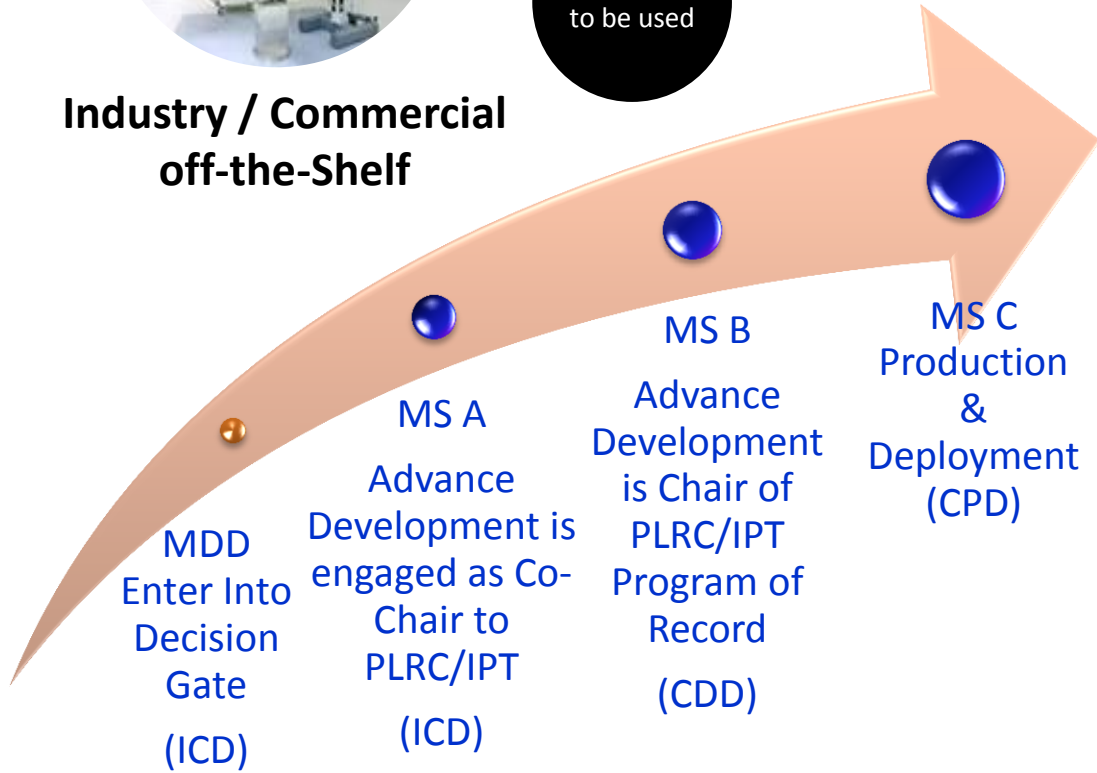 to be used
Industry / Commercial
off-the-Shelf
MDD
Enter Into
Decision
Gate
(ICD)
MS A
Advance
Development is
engaged as Co-
Chair to
PLRC/IPT
(ICD)
MS B
Advance
Development
is Chair of
PLRC/IPT
Program of
Record
(CDD)
MS C
Production
&
Deployment
(CPD)